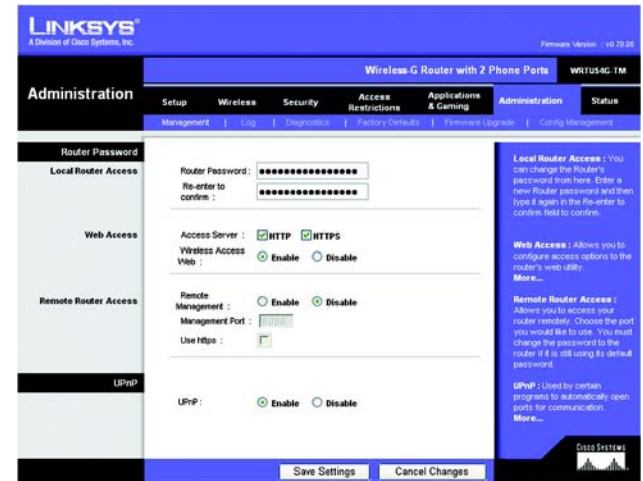 LINKSYS®
A Division of Cisco Systems, Inc.
Firmware Version : v0.70.05
Wireless-G Router with 2 Phone Ports WRTU54G-TM
Administration
Setup Wireless Security Access Restrictions Applications & Gaming Administration Status
Management | Log | Diagnostics | Factory Defaults | Firmware Upgrade | Config Management
Router Password
Local Router Access
Router Password :
Re-enter to
confirm :
Web Access
Access Server : HTTP HTTPS
Wireless Access
Web : Enable Disable
Remote Router Access
Remote
Management : Enable Disable
Management Port :
Use https :
UPnP
UPnP : Enable Disable
Save Settings Cancel Changes
Local Router Access : You
can change the Router's
password from here. Enter a
new Router password and then
type it again in the Re-enter to
confirm field to confirm.
Web Access : Allows you to
configure access options to the
router's web utility.
More...
Remote Router Access :
Allows you to access your
router remotely. Choose the port
you would like to use. You must
change the password to the
router if it is still using its default
password.
UPnP : Used by certain
programs to automatically open
ports for communication.
More...
CISCO SYSTEMS